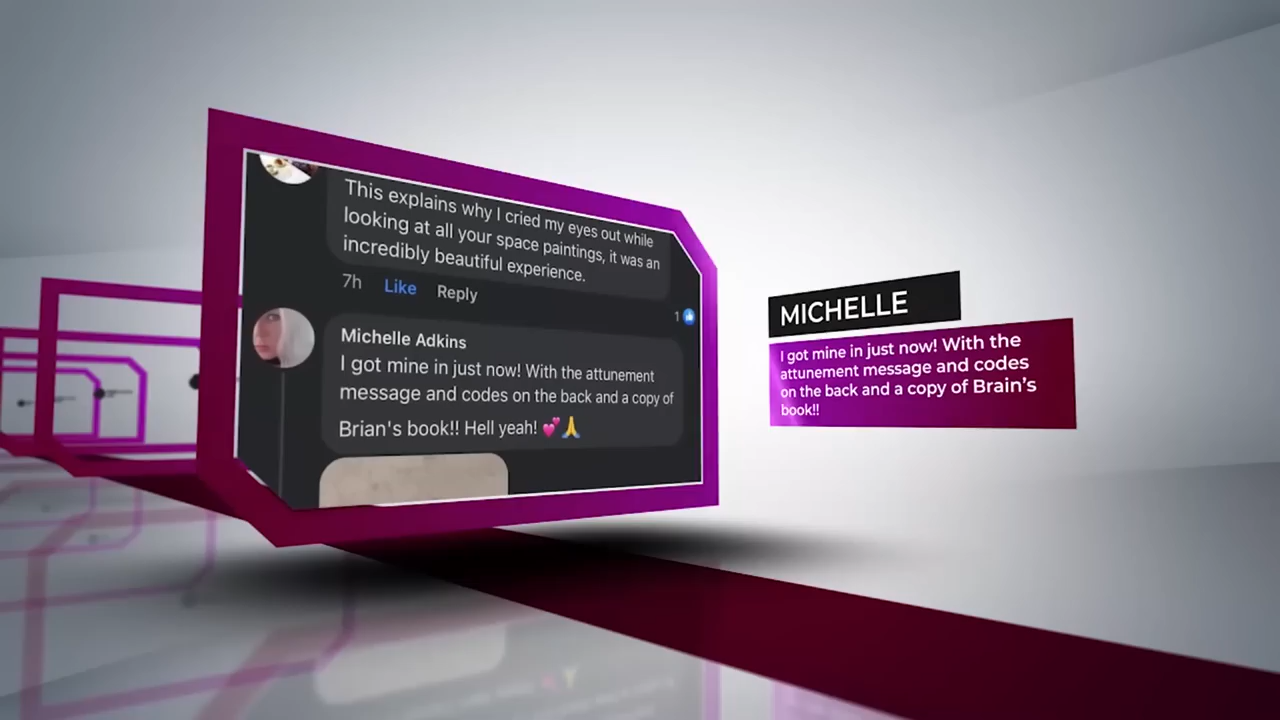 This explains why I cried my eyes out while
looking at all your space paintings, it was an
incredibly beautiful experience.
7h Like Reply
1
Michelle Adkins
I got mine in just now! With the attunement
message and codes on the back and a copy of
Brian's book!! Hell yeah! 💕🙏
MICHELLE
I got mine in just now! With the
attunement message and codes
on the back and a copy of Brain's
book!!